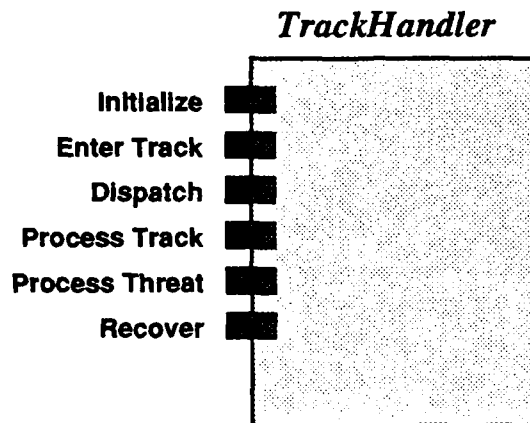 TrackHandler
Initialize
Enter Track
Dispatch
Process Track
Process Threat
Recover